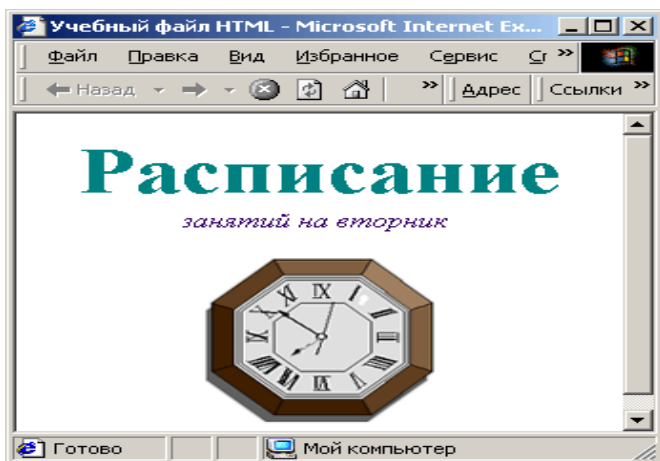 Учебный файл HTML - Microsoft Internet Ex...
Файл Правка Вид Избранное Сервис Ст »
Назад » Адрес Ссылки »
Расписание
занятий на вторник
Готово Мой компьютер